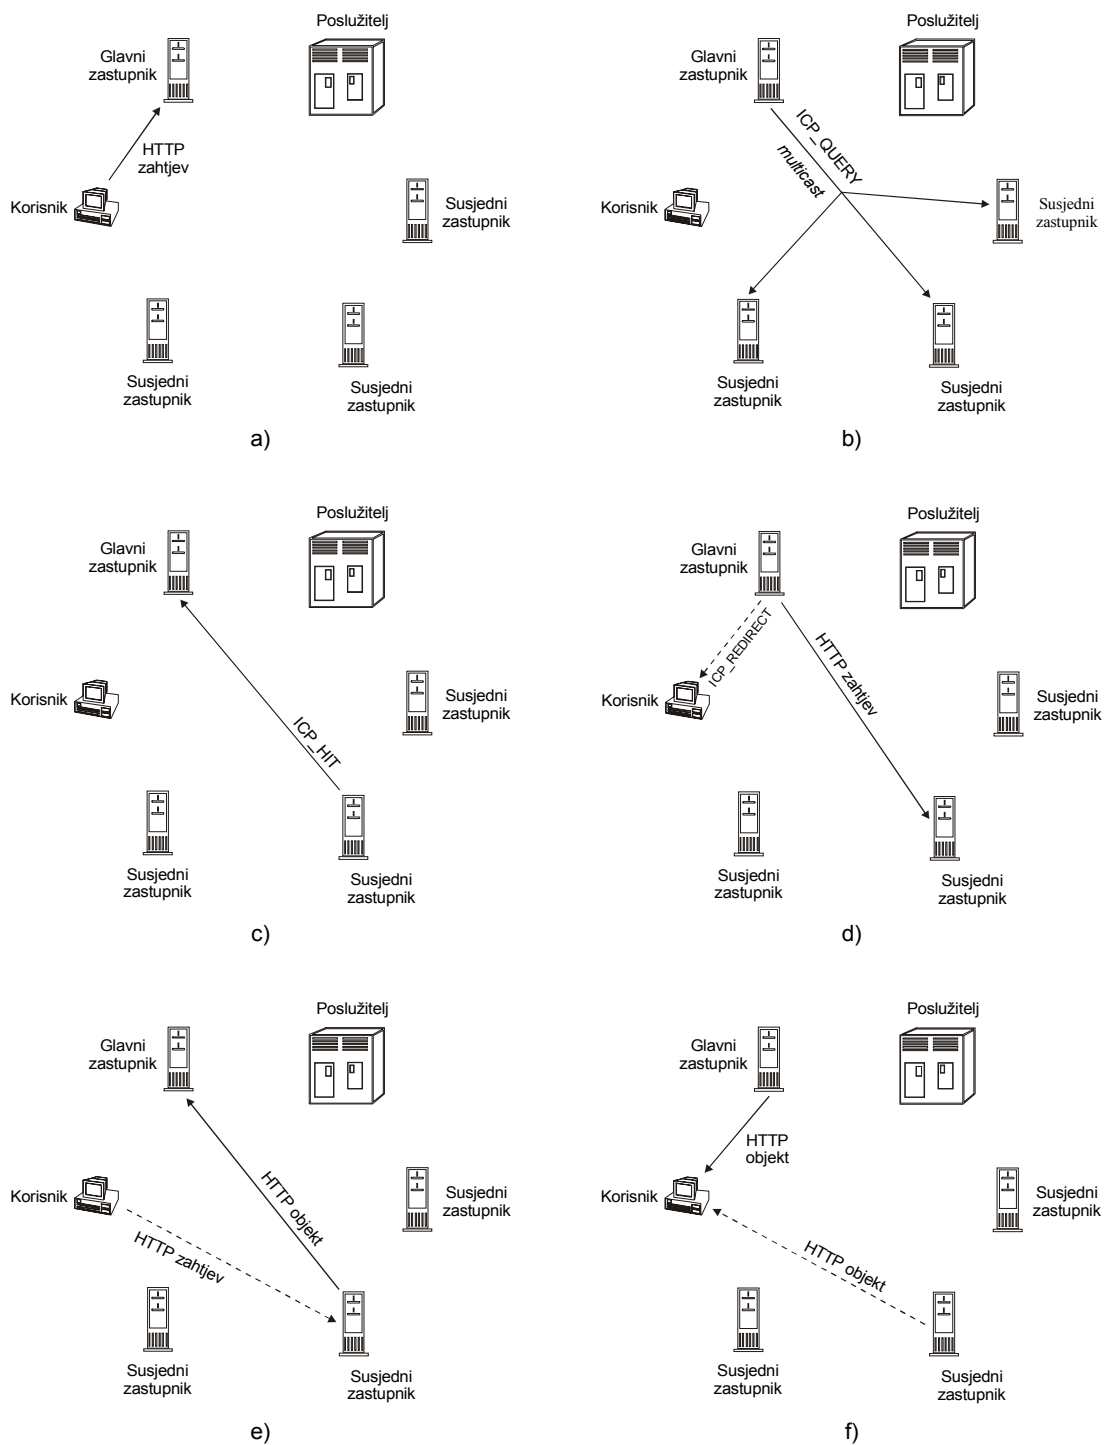 Poslužitelj
Glavni
zastupnik
HTTP
zahtjev
Korisnik
Susjedni
zastupnik
Susjedni
zastupnik
Susjedni
zastupnik
a)
Poslužitelj
Glavni
zastupnik
ICP_QUERY
multicast
Korisnik
Susjedni
zastupnik
Susjedni
zastupnik
Susjedni
zastupnik
b)
Poslužitelj
Glavni
zastupnik
Korisnik
Susjedni
zastupnik
ICP_HIT
Susjedni
zastupnik
Susjedni
zastupnik
c)
Poslužitelj
Glavni
zastupnik
ICP_REDIRECT
HTTP zahtjev
Korisnik
Susjedni
zastupnik
Susjedni
zastupnik
Susjedni
zastupnik
d)
Poslužitelj
Glavni
zastupnik
Korisnik
HTTP objekt
Susjedni
zastupnik
HTTP zahtjev
Susjedni
zastupnik
Susjedni
zastupnik
e)
Poslužitelj
Glavni
zastupnik
HTTP
objekt
Korisnik
Susjedni
zastupnik
HTTP objekt
Susjedni
zastupnik
Susjedni
zastupnik
f)